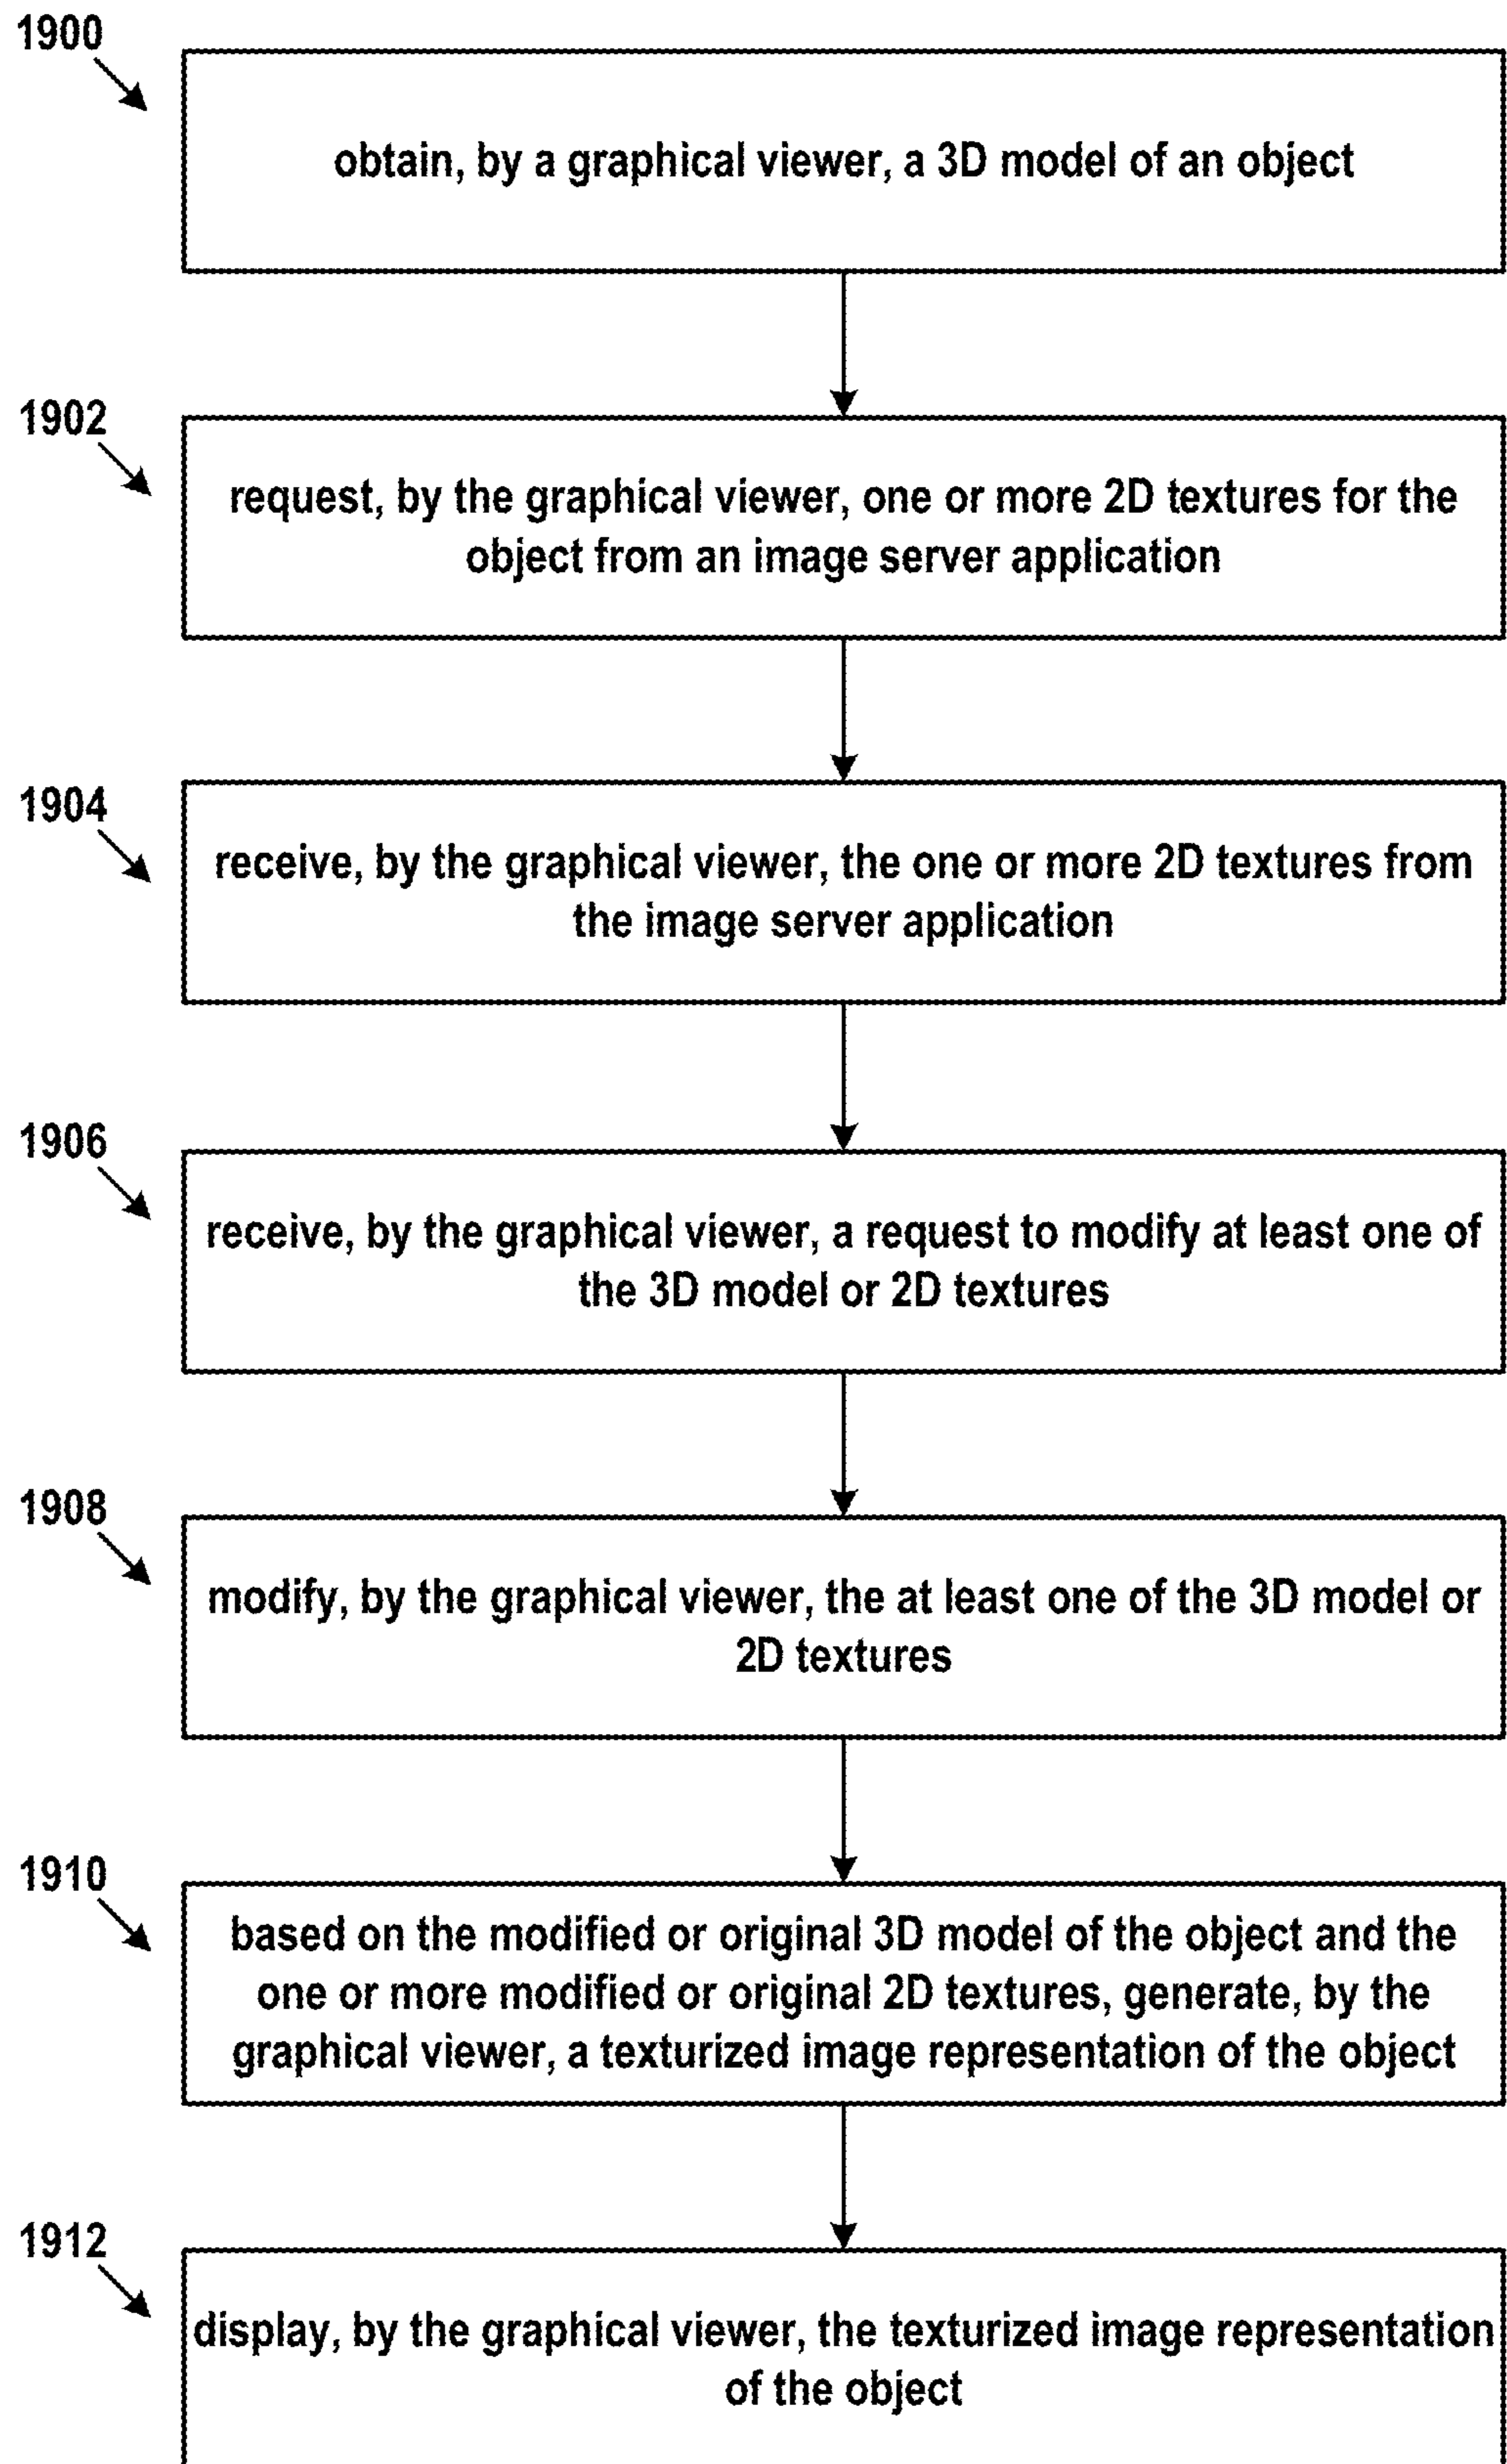 1900
obtain, by a graphical viewer, a 3D model of an object
1902
request, by the graphical viewer, one or more 2D textures for the
object from an image server application
1904
receive, by the graphical viewer, the one or more 2D textures from
the image server application
1906
receive, by the graphical viewer, a request to modify at least one of
the 3D model or 2D textures
1908
modify, by the graphical viewer, the at least one of the 3D model or
2D textures
1910
based on the modified or original 3D model of the object and the
one or more modified or original 2D textures, generate, by the
graphical viewer, a texturized image representation of the object
1912
display, by the graphical viewer, the texturized image representation
of the object